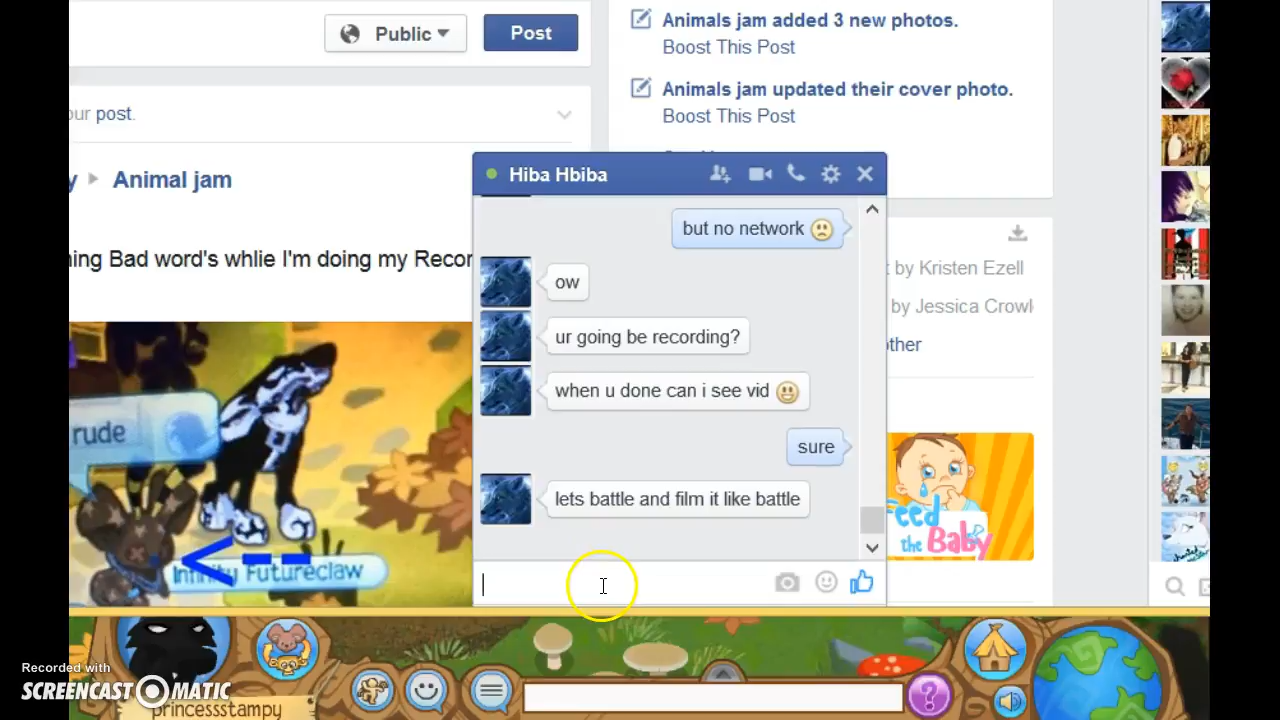 Public
Post
Animals jam added 3 new photos.
Boost This Post
Animals jam updated their cover photo.
Boost This Post
our post.
y Animal jam
ning Bad word's whlie I'm doing my Recor
Hiba Hbiba
but no network
ow
ur going be recording?
when u done can i see vid
sure
lets battle and film it like battle
t by Kristen Ezell
by Jessica Crowl
other
rude
Infinity Futureclaw
Feed
the Baby
Recorded with
SCREENCAST MATIC
princessstampy
?